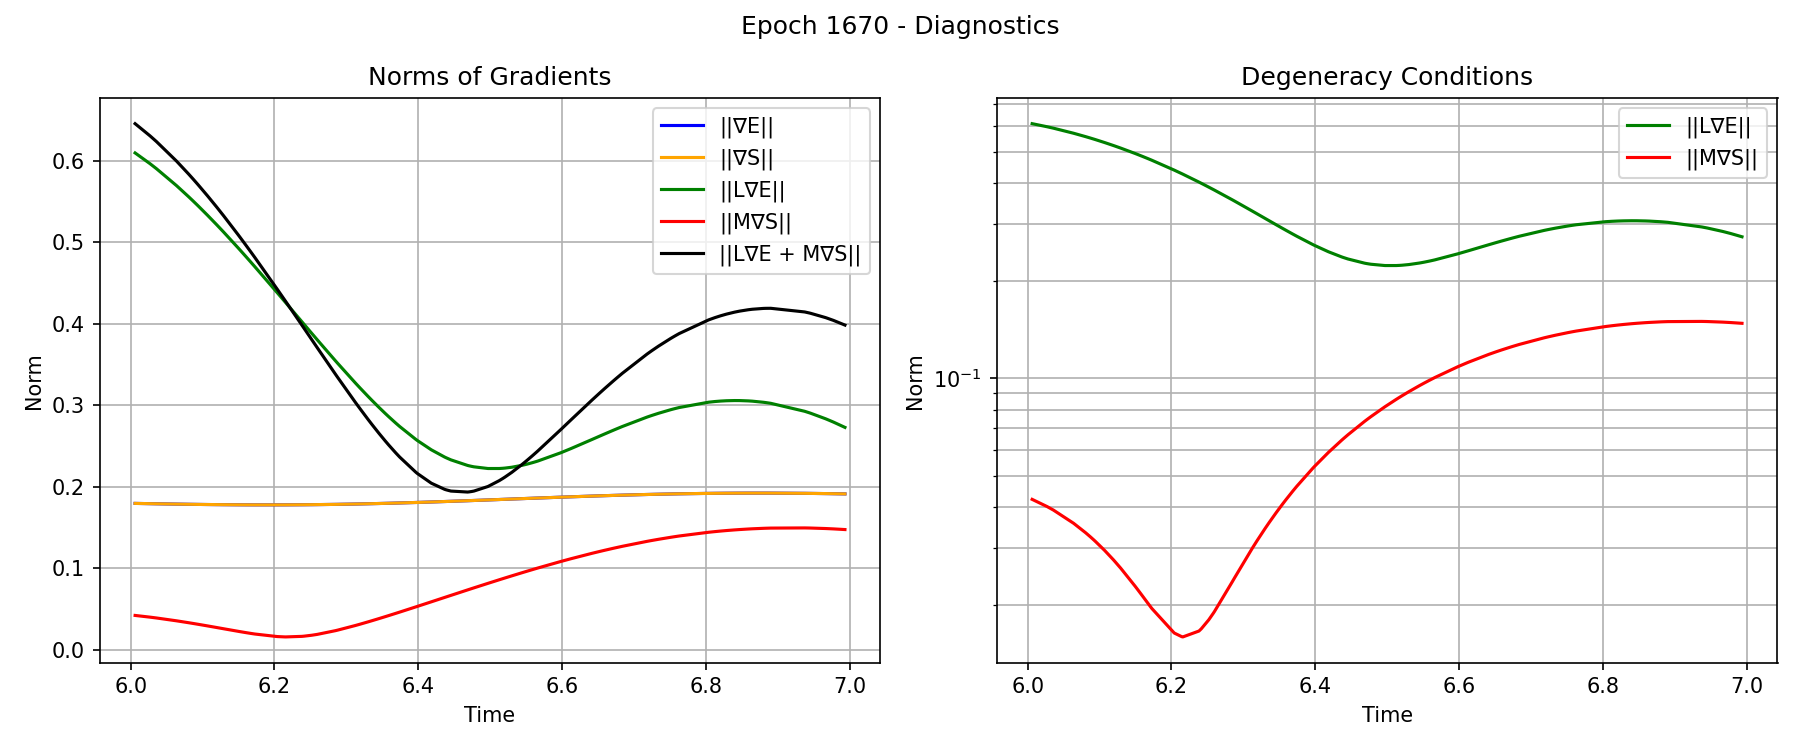 Epoch 1670 - Diagnostics
Norms of Gradients
Norm
0.6
0.5
0.4
0.3
0.2
0.1
0.0
||∇E||
||∇S||
||L∇E||
||M∇S||
||L∇E + M∇S||
6.0 6.2 6.4 6.6 6.8 7.0
Time
Degeneracy Conditions
Norm
10⁻¹
||L∇E||
||M∇S||
6.0 6.2 6.4 6.6 6.8 7.0
Time